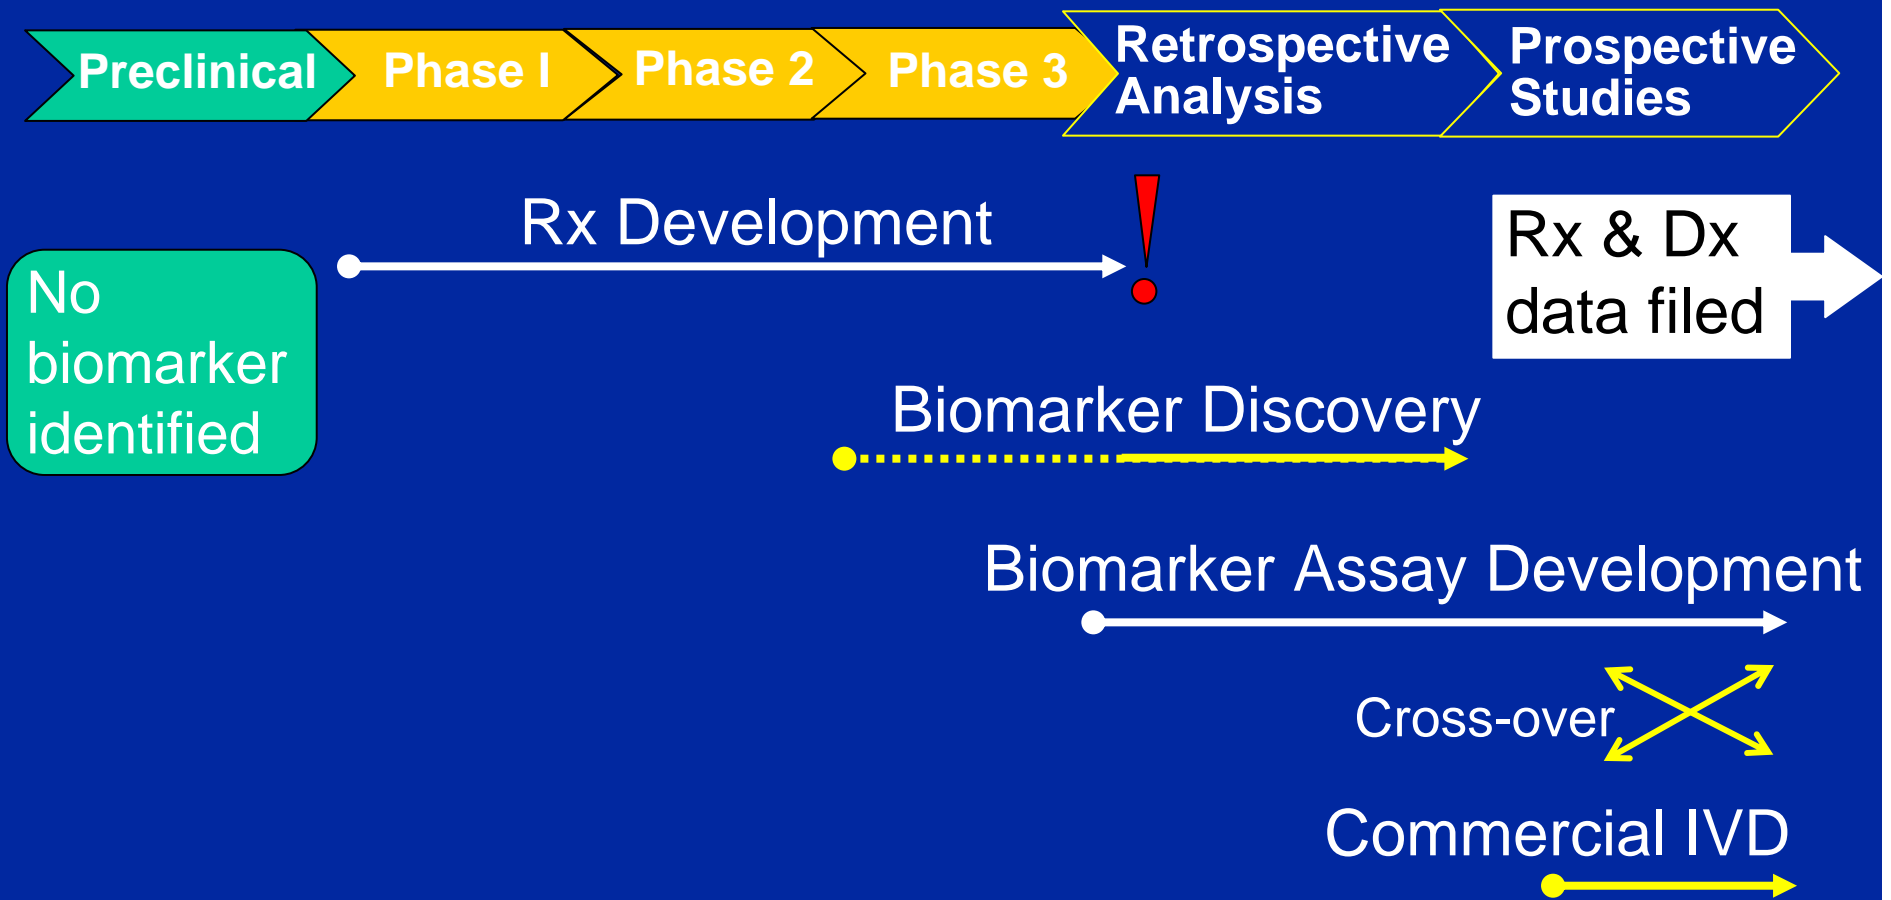 Preclinical
Phase I
Phase 2
Phase 3
Retrospective
Analysis
Prospective
Studies
Rx Development
No
biomarker
identified
Rx & Dx
data filed
Biomarker Discovery
Biomarker Assay Development
Cross-over
Commercial IVD